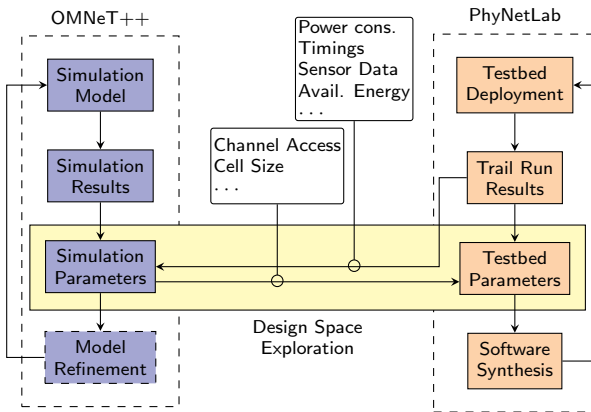 OMNeT++
PhyNetLab
Power cons.
Timings
Sensor Data
Avail. Energy
. . .
Simulation
Model
Testbed
Deployment
Channel Access
Cell Size
. . .
Simulation
Results
Trail Run
Results
Simulation
Parameters
Testbed
Parameters
Design Space
Exploration
Model
Refinement
Software
Synthesis